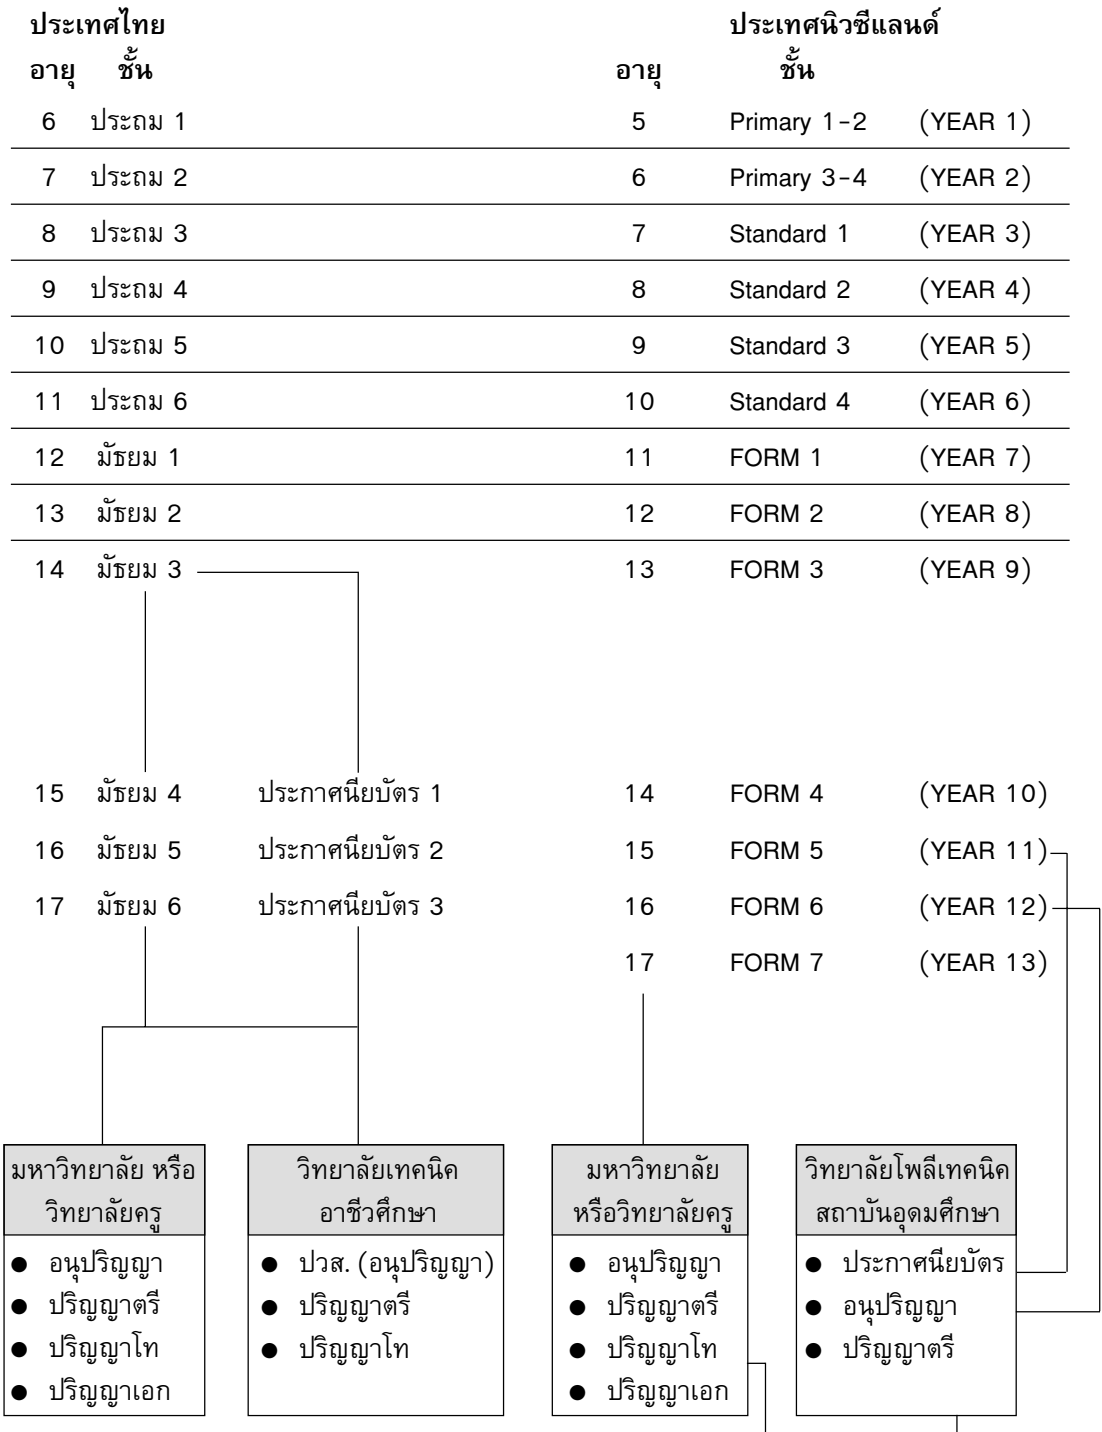 ประเทศไทย ประเทศนิวซีแลนด์
อายุ ชั้น อายุ ชั้น
6 ประถม 1 5 Primary 1-2 (YEAR 1)
7 ประถม 2 6 Primary 3-4 (YEAR 2)
8 ประถม 3 7 Standard 1 (YEAR 3)
9 ประถม 4 8 Standard 2 (YEAR 4)
10 ประถม 5 9 Standard 3 (YEAR 5)
11 ประถม 6 10 Standard 4 (YEAR 6)
12 มัธยม 1 11 FORM 1 (YEAR 7)
13 มัธยม 2 12 FORM 2 (YEAR 8)
14 มัธยม 3 13 FORM 3 (YEAR 9)
15 มัธยม 4 ประกาศนียบัตร 1 14 FORM 4 (YEAR 10)
16 มัธยม 5 ประกาศนียบัตร 2 15 FORM 5 (YEAR 11)
17 มัธยม 6 ประกาศนียบัตร 3 16 FORM 6 (YEAR 12)
17 FORM 7 (YEAR 13)
มหาวิทยาลัย หรือ
วิทยาลัยครู
● อนุปริญญา
● ปริญญาตรี
● ปริญญาโท
● ปริญญาเอก
วิทยาลัยเทคนิค
อาชีวศึกษา
● ปวส. (อนุปริญญา)
● ปริญญาตรี
● ปริญญาโท
มหาวิทยาลัย
หรือวิทยาลัยครู
● อนุปริญญา
● ปริญญาตรี
● ปริญญาโท
● ปริญญาเอก
วิทยาลัยโพลีเทคนิค
สถาบันอุดมศึกษา
● ประกาศนียบัตร
● อนุปริญญา
● ปริญญาตรี